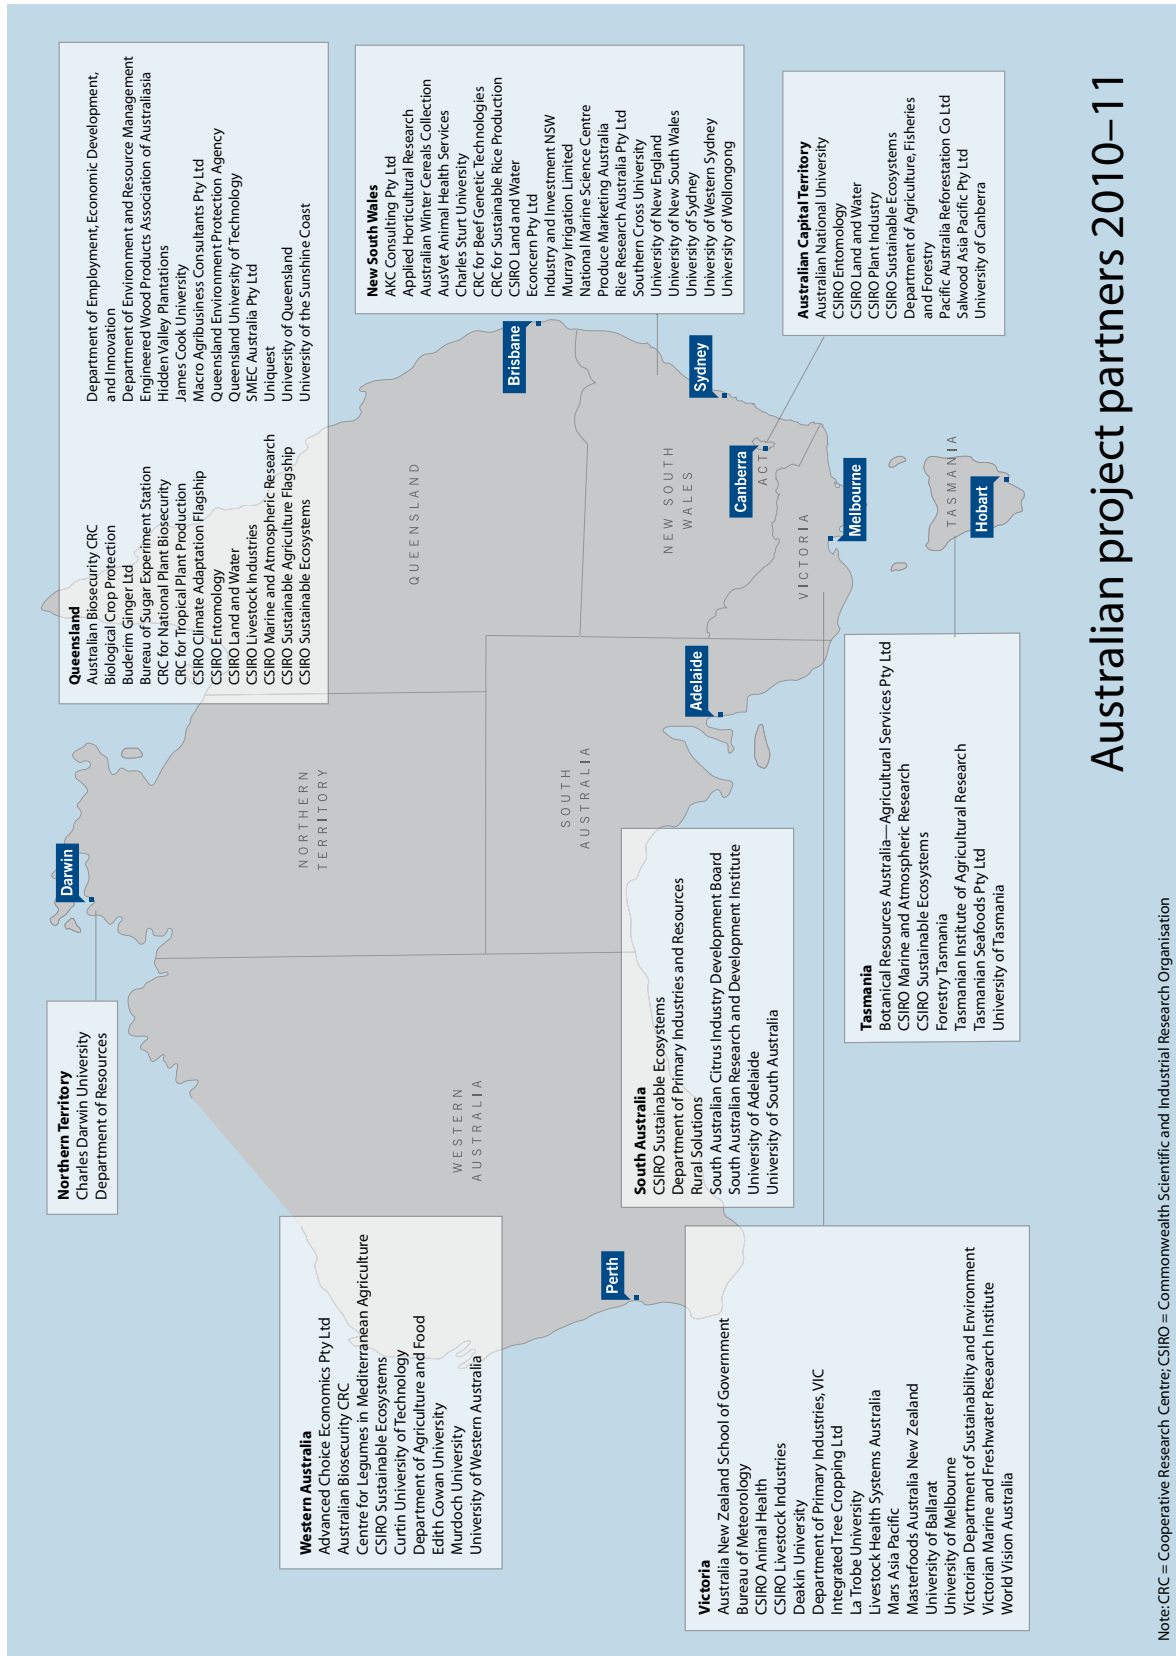 Australian project partners 2010–11
Northern Territory
Charles Darwin University
Department of Resources
Queensland
Australian Biosecurity CRC
Biological Crop Protection
Buderim Ginger Ltd
Bureau of Sugar Experiment Station
CRC for National Plant Biosecurity
CRC for Tropical Plant Production
CSIRO Climate Adaptation Flagship
CSIRO Entomology
CSIRO Land and Water
CSIRO Livestock Industries
CSIRO Marine and Atmospheric Research
CSIRO Sustainable Agriculture Flagship
CSIRO Sustainable Ecosystems
Department of Employment, Economic Development,
and Innovation
Department of Environment and Resource Management
Engineered Wood Products Association of Australiasia
Hidden Valley Plantations
James Cook University
Macro Agribusiness Consultants Pty Ltd
Queensland Environment Protection Agency
Queensland University of Technology
SMEC Australia Pty Ltd
Uniquest
University of Queensland
University of the Sunshine Coast
New South Wales
AKC Consulting Pty Ltd
Applied Horticultural Research
Australian Winter Cereals Collection
AusVet Animal Health Services
Charles Sturt University
CRC for Beef Genetic Technologies
CRC for Sustainable Rice Production
CSIRO Land and Water
Econcern Pty Ltd
Industry and Investment NSW
Murray Irrigation Limited
National Marine Science Centre
Produce Marketing Australia
Rice Research Australia Pty Ltd
Southern Cross University
University of New England
University of New South Wales
University of Sydney
University of Western Sydney
University of Wollongong
Australian Capital Territory
Australian National University
CSIRO Entomology
CSIRO Land and Water
CSIRO Plant Industry
CSIRO Sustainable Ecosystems
Department of Agriculture, Fisheries
and Forestry
Pacific Australia Reforestation Co Ltd
Salwood Asia Pacific Pty Ltd
University of Canberra
Western Australia
Advanced Choice Economics Pty Ltd
Australian Biosecurity CRC
Centre for Legumes in Mediterranean Agriculture
CSIRO Sustainable Ecosystems
Curtin University of Technology
Department of Agriculture and Food
Edith Cowan University
Murdoch University
University of Western Australia
South Australia
CSIRO Sustainable Ecosystems
Department of Primary Industries and Resources
Rural Solutions
South Australian Citrus Industry Development Board
South Australian Research and Development Institute
University of Adelaide
University of South Australia
Victoria
Australia New Zealand School of Government
Bureau of Meteorology
CSIRO Animal Health
CSIRO Livestock Industries
Deakin University
Department of Primary Industries, VIC
Integrated Tree Cropping Ltd
La Trobe University
Livestock Health Systems Australia
Mars Asia Pacific
Masterfoods Australia New Zealand
University of Ballarat
University of Melbourne
Victorian Department of Sustainability and Environment
Victorian Marine and Freshwater Research Institute
World Vision Australia
Tasmania
Botanical Resources Australia—Agricultural Services Pty Ltd
CSIRO Marine and Atmospheric Research
CSIRO Sustainable Ecosystems
Forestry Tasmania
Tasmanian Institute of Agricultural Research
Tasmanian Seafoods Pty Ltd
University of Tasmania
Darwin
Brisbane
Sydney
Canberra
Melbourne
Hobart
Adelaide
Perth
NORTHERN
TERRITORY
QUEENSLAND
WESTERN
AUSTRALIA
SOUTH
AUSTRALIA
NEW SOUTH
WALES
ACT
VICTORIA
TASMANIA
Note: CRC = Cooperative Research Centre; CSIRO = Commonwealth Scientific and Industrial Research Organisation